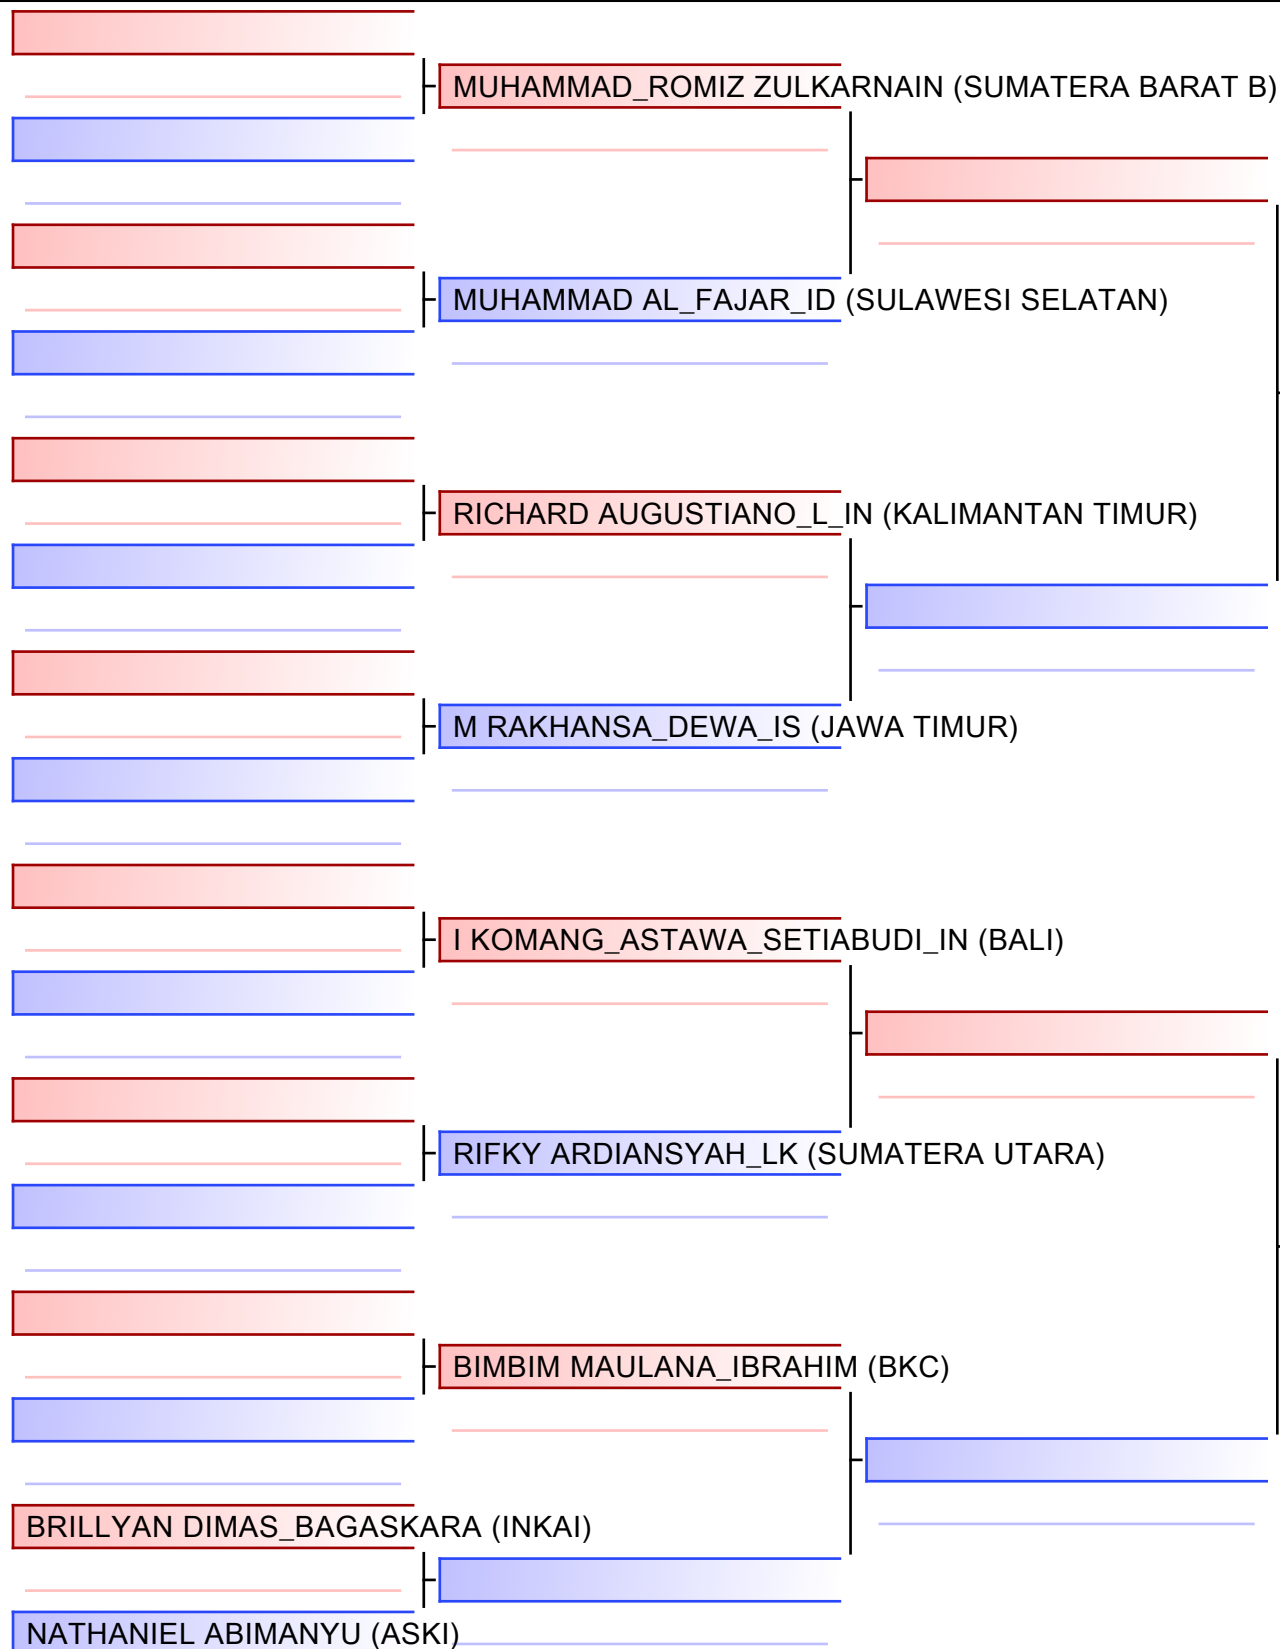 MUHAMMAD_ROMIZ ZULKARNAIN (SUMATERA BARAT B)
MUHAMMAD AL_FAJAR_ID (SULAWESI SELATAN)
RICHARD AUGUSTIANO_L_IN (KALIMANTAN TIMUR)
M RAKHANSA_DEWA_IS (JAWA TIMUR)
I KOMANG_ASTAWA_SETIABUDI_IN (BALI)
RIFKY ARDIANSYAH_LK (SUMATERA UTARA)
BIMBIM MAULANA_IBRAHIM (BKC)
BRILLYAN DIMAS_BAGASKARA (INKAI)
NATHANIEL ABIMANYU (ASKI)